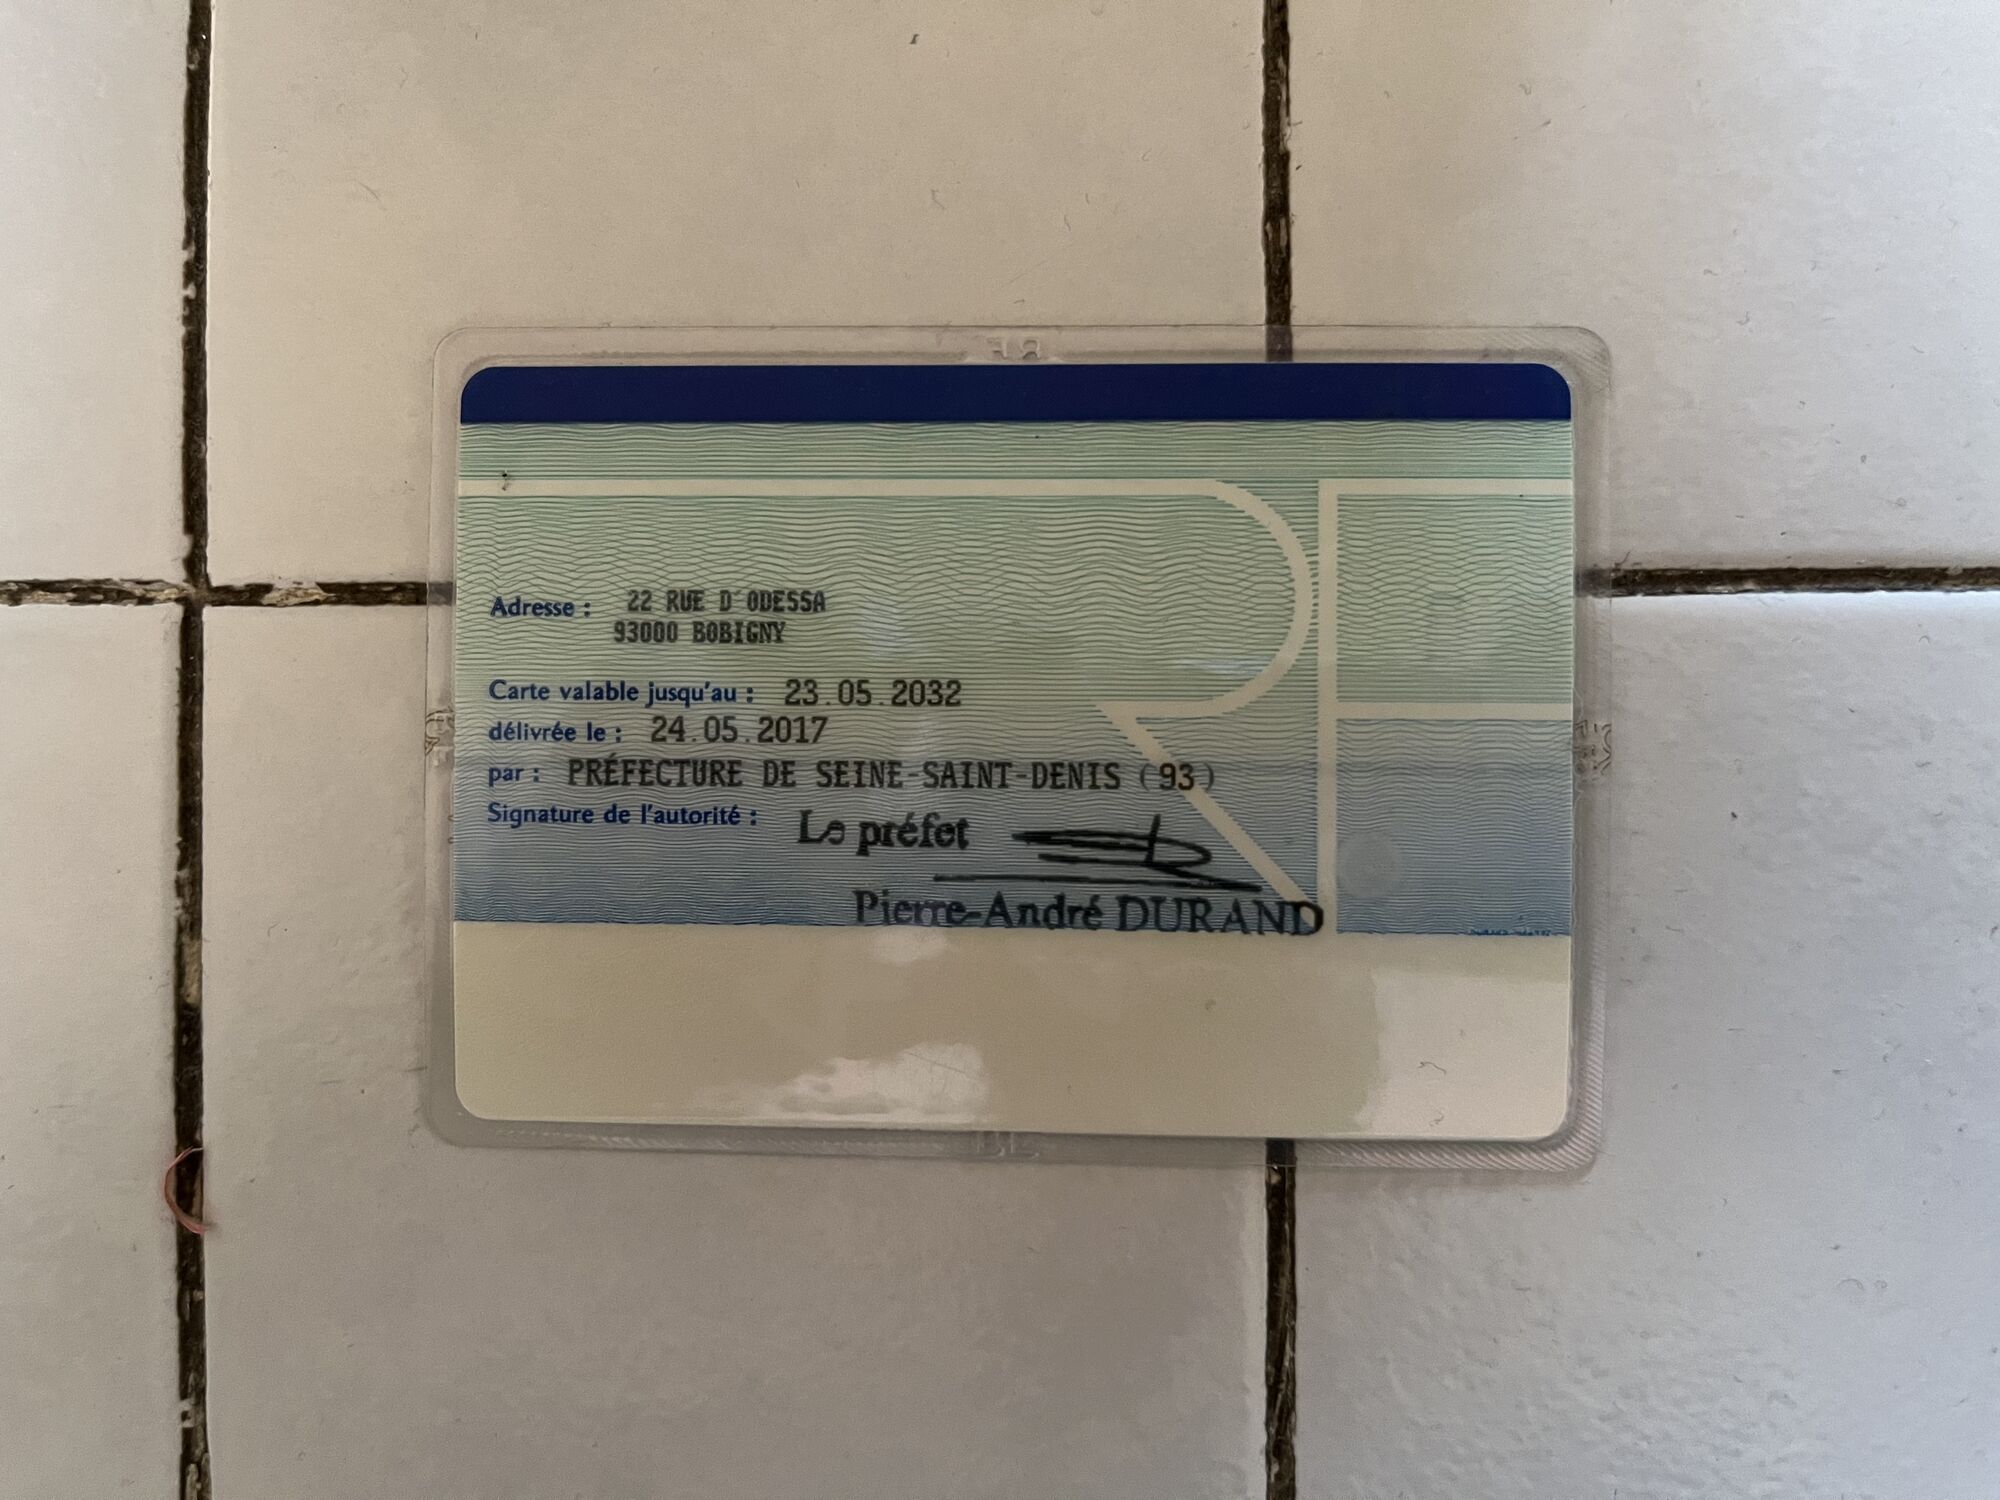 Adresse : 22 RUE D'ODESSA
93000 BOBIGNY
Carte valable jusqu'au : 23.05.2032
délivrée le : 24.05.2017
par : PRÉFECTURE DE SEINE-SAINT-DENIS (93)
Signature de l'autorité :
Le préfet
Pierre-André DURAND
RF